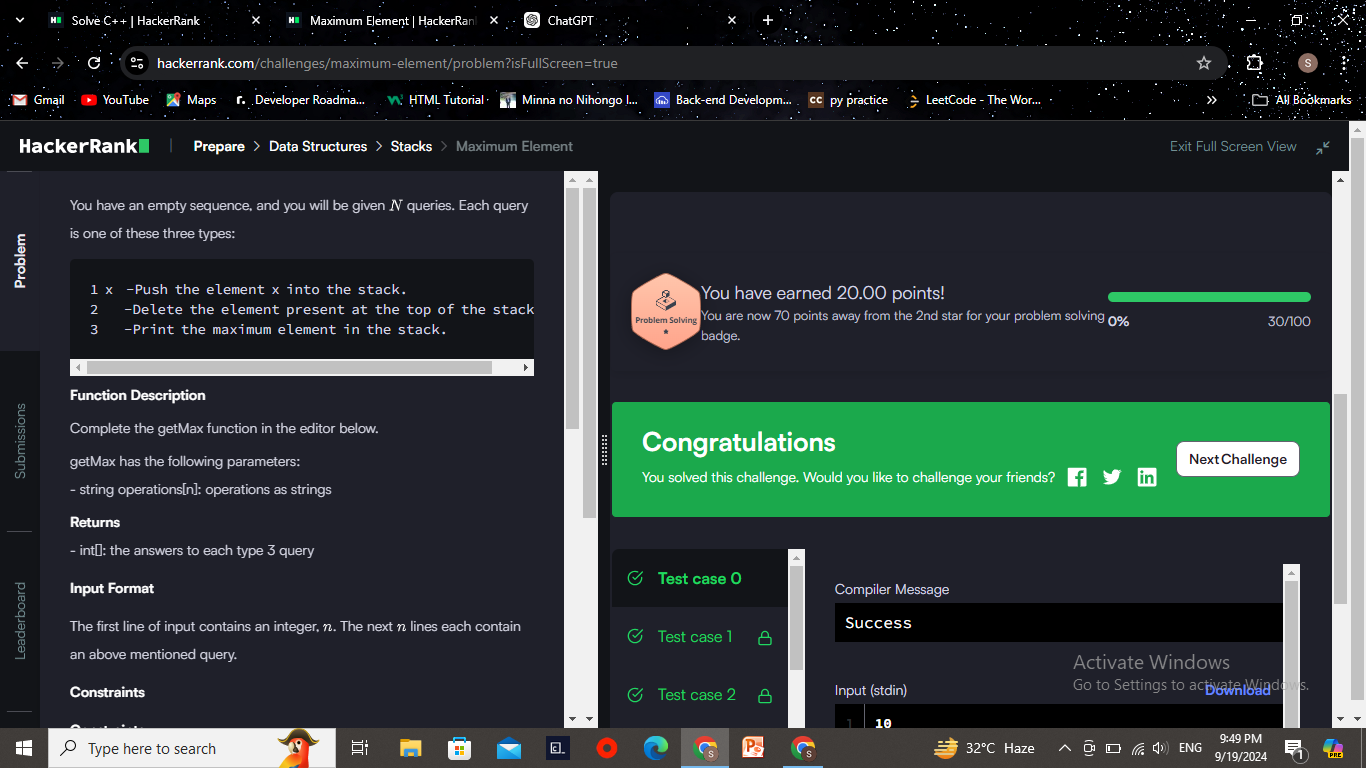 Solve C++ | HackerRank
Maximum Element | HackerRan
ChatGPT
hackerrank.com/challenges/maximum-element/problem?isFullScreen=true
S
Gmail
YouTube
Maps
r.
Developer Roadma...
HTML Tutorial
Minna no Nihongo I...
Back-end Developm...
CC
py practice
LeetCode - The Wor...
»
All Bookmarks
HackerRank
Prepare > Data Structures > Stacks > Maximum Element
Exit Full Screen View
Problem
Submissions
Leaderboard
You have an empty sequence, and you will be given N queries. Each query
is one of these three types:
1 x -Push the element x into the stack.
2 -Delete the element present at the top of the stack
3 -Print the maximum element in the stack.
Function Description
Complete the getMax function in the editor below.
getMax has the following parameters:
- string operations[n]: operations as strings
Returns
- int[]: the answers to each type 3 query
Input Format
The first line of input contains an integer, n. The next n lines each contain
an above mentioned query.
Constraints
Problem Solving
You have earned 20.00 points!
You are now 70 points away from the 2nd star for your problem solving
badge.
0%
30/100
Congratulations
You solved this challenge. Would you like to challenge your friends?
Next Challenge
Test case 0
Test case 1
Test case 2
Compiler Message
Success
Input (stdin)
Download
1 10
Activate Windows
Go to Settings to activate Windows.
Type here to search
32°C Haze
ENG
9:49 PM
9/19/2024
1
PRE